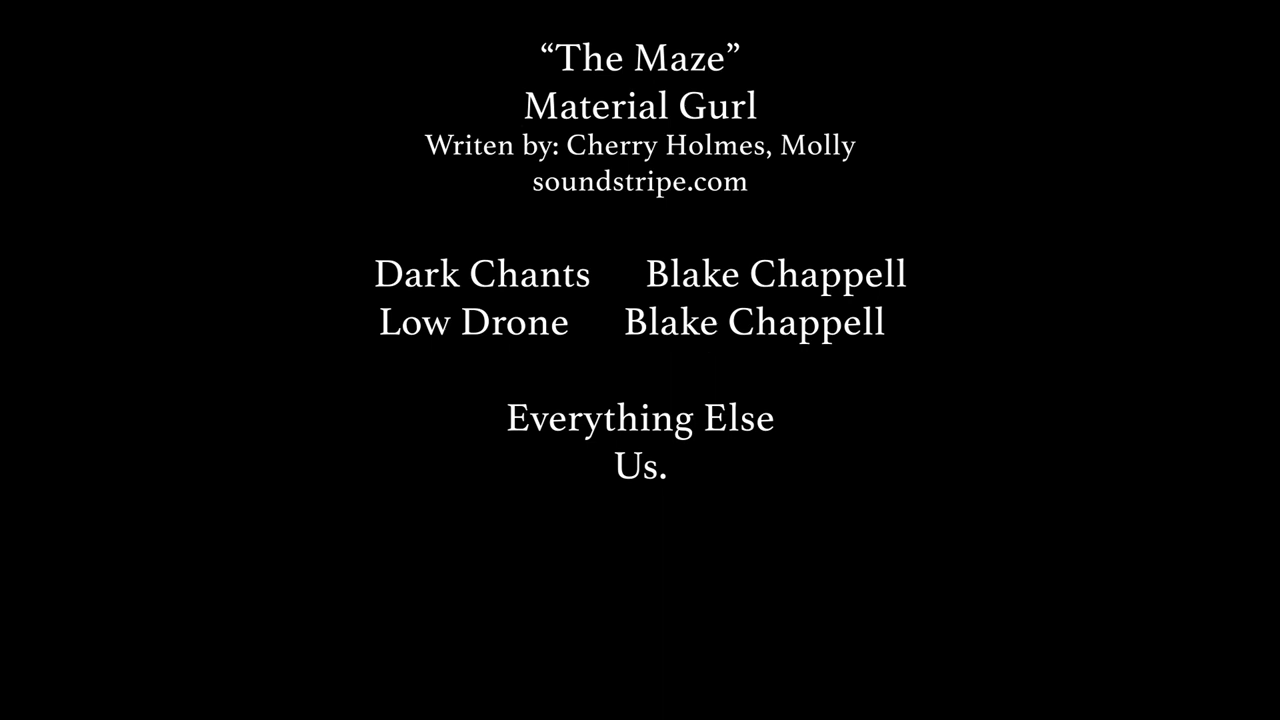 “The Maze”
Material Gurl
Writen by: Cherry Holmes, Molly
soundstripe.com
Dark Chants Blake Chappell
Low Drone Blake Chappell
Everything Else
Us.